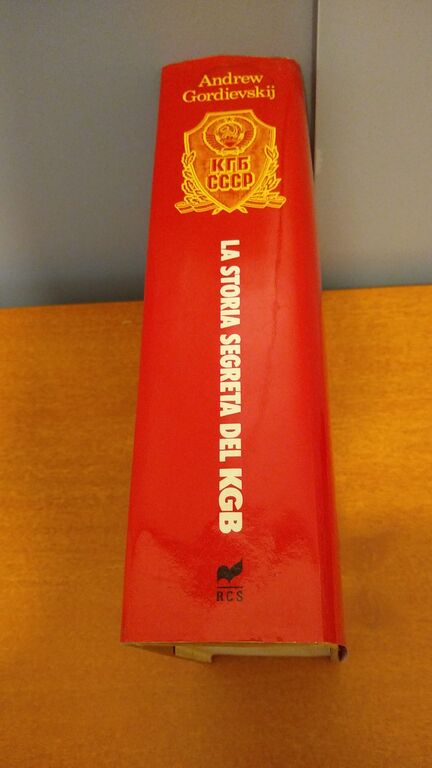 Andrew
Gordievskij
КГБ
СССР
LA STORIA SEGRETA DEL KGB
RCS